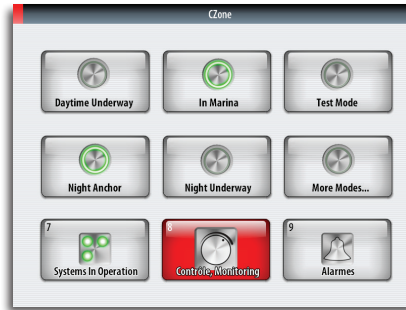 CZone
Daytime Underway
In Marina
Test Mode
Night Anchor
Night Underway
More Modes...
7
8
9
Systems In Operation
Controle, Monitoring
Alarmes